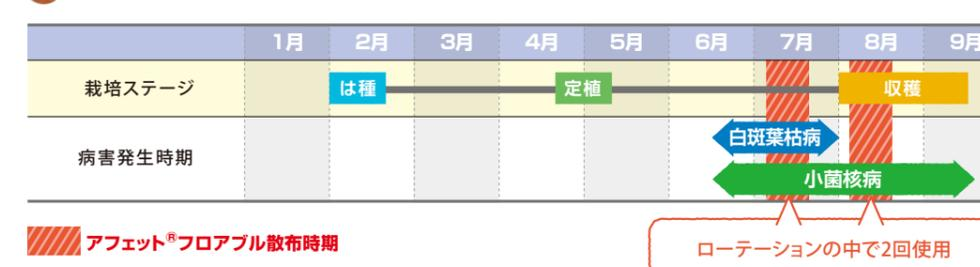 1月 2月 3月 4月 5月 6月 7月 8月 9月
栽培ステージ は種 定植 収穫
白斑葉枯病
病害発生時期
小菌核病
アフェット®フロアブル散布時期
ローテーションの中で2回使用